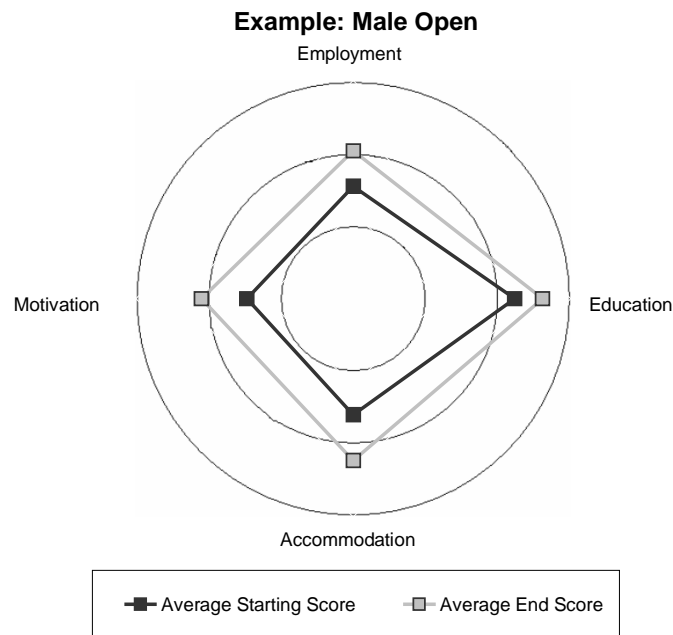 Example: Male Open
Employment
Motivation
Education
Accommodation
Average Starting Score
Average End Score